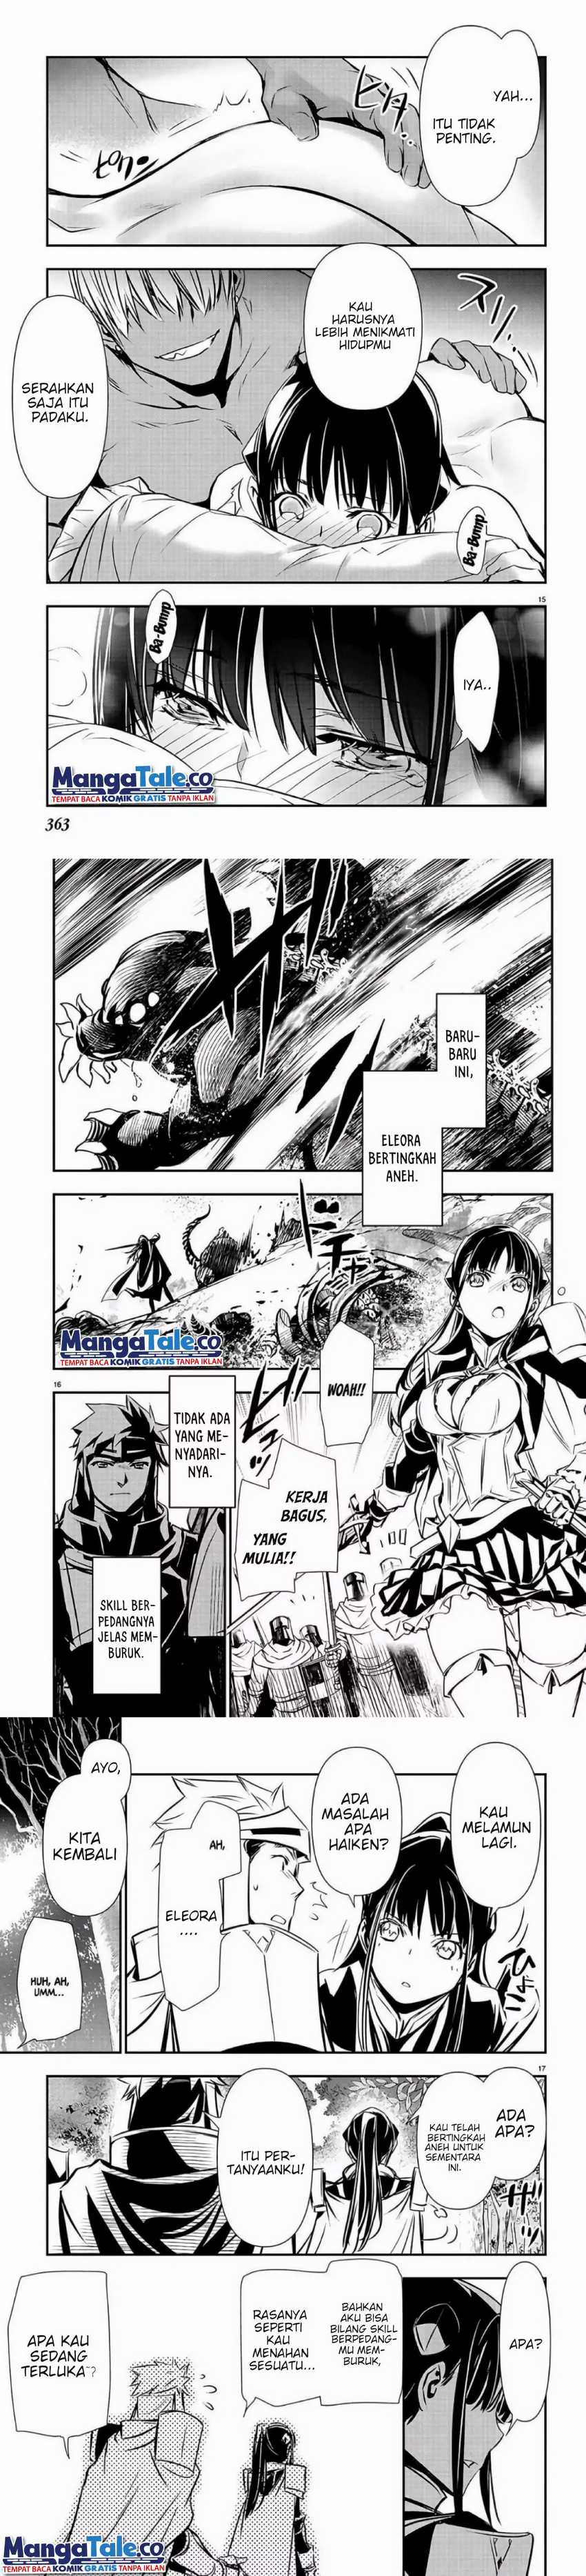 YAH...
ITU TIDAK
PENTING.
KAU
HARUSNYA
LEBIH MENIKMATI
HIDUPMU
SERAHKAN
SAJA ITU
PADAKU.
Ba-Bump
15
Ba-Bump
IYA..
MangaTale.co
TEMPAT BACA KOMIK GRATIS TANPA IKLAN
363
BARU-
BARU
INI,
ELEORA
BERTINGKAH
ANEH.
MangaTale.co
TEMPAT BACA KOMIK GRATIS TANPA IKLAN
16
WOAH!!
KERJA
BAGUS,
YANG
MULIA!!
TIDAK ADA
YANG ME-
NYADARI-
NYA.
SKILL BER-
PEDANGNYA
JELAS MEM-
BURUK.
KAU
MELAMUN
LAGI.
ADA
MASALAH
APA
HAIKEN?
AH,
ELEORA
....
AYO,
KITA
KEMBALI
HUH, AH,
UMM...
17
ADA
APA?
KAU TELAH
BERTINGKAH
ANEH UNTUK
SEMENTARA
INI.
ITU PER-
TANYAANKU!
APA?
BAHKAN
AKU BISA
BILANG SKILL
BERPEDANG-
MU MEM-
BURUK,
RASANYA
SEPERTI
KAU
MENAHAN
SESUATU...
APA KAU
SEDANG
TERLUKA?
MangaTale.co
TEMPAT BACA KOMIK GRATIS TANPA IKLAN